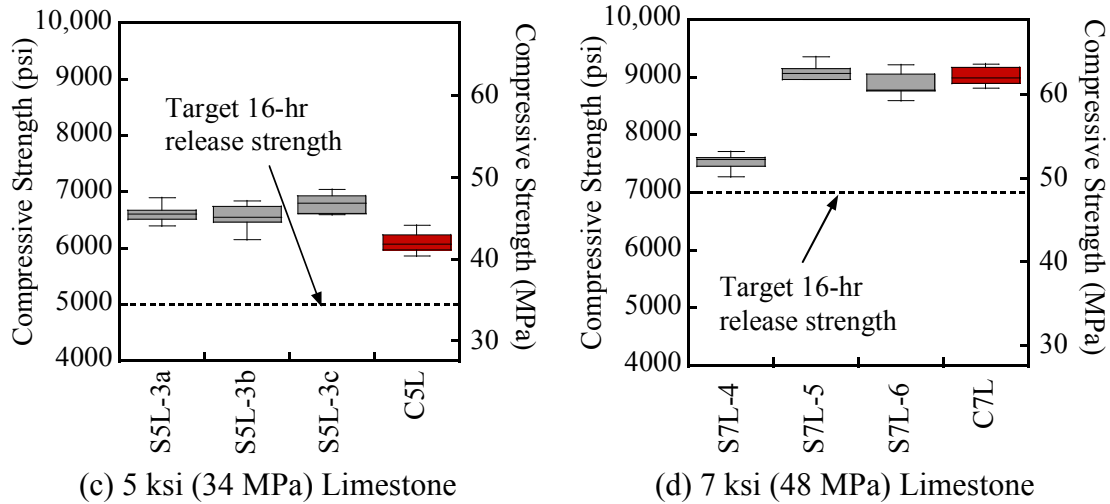 10,000
9000
8000
7000
6000
5000
4000
Compressive Strength (psi)
Target 16-hr
release strength
60
50
40
30
Compressive Strength (MPa)
S5L-3a
S5L-3b
S5L-3c
C5L
(c) 5 ksi (34 MPa) Limestone
10,000
9000
8000
7000
6000
5000
4000
Compressive Strength (psi)
Target 16-hr
release strength
60
50
40
30
Compressive Strength (MPa)
S7L-4
S7L-5
S7L-6
C7L
(d) 7 ksi (48 MPa) Limestone